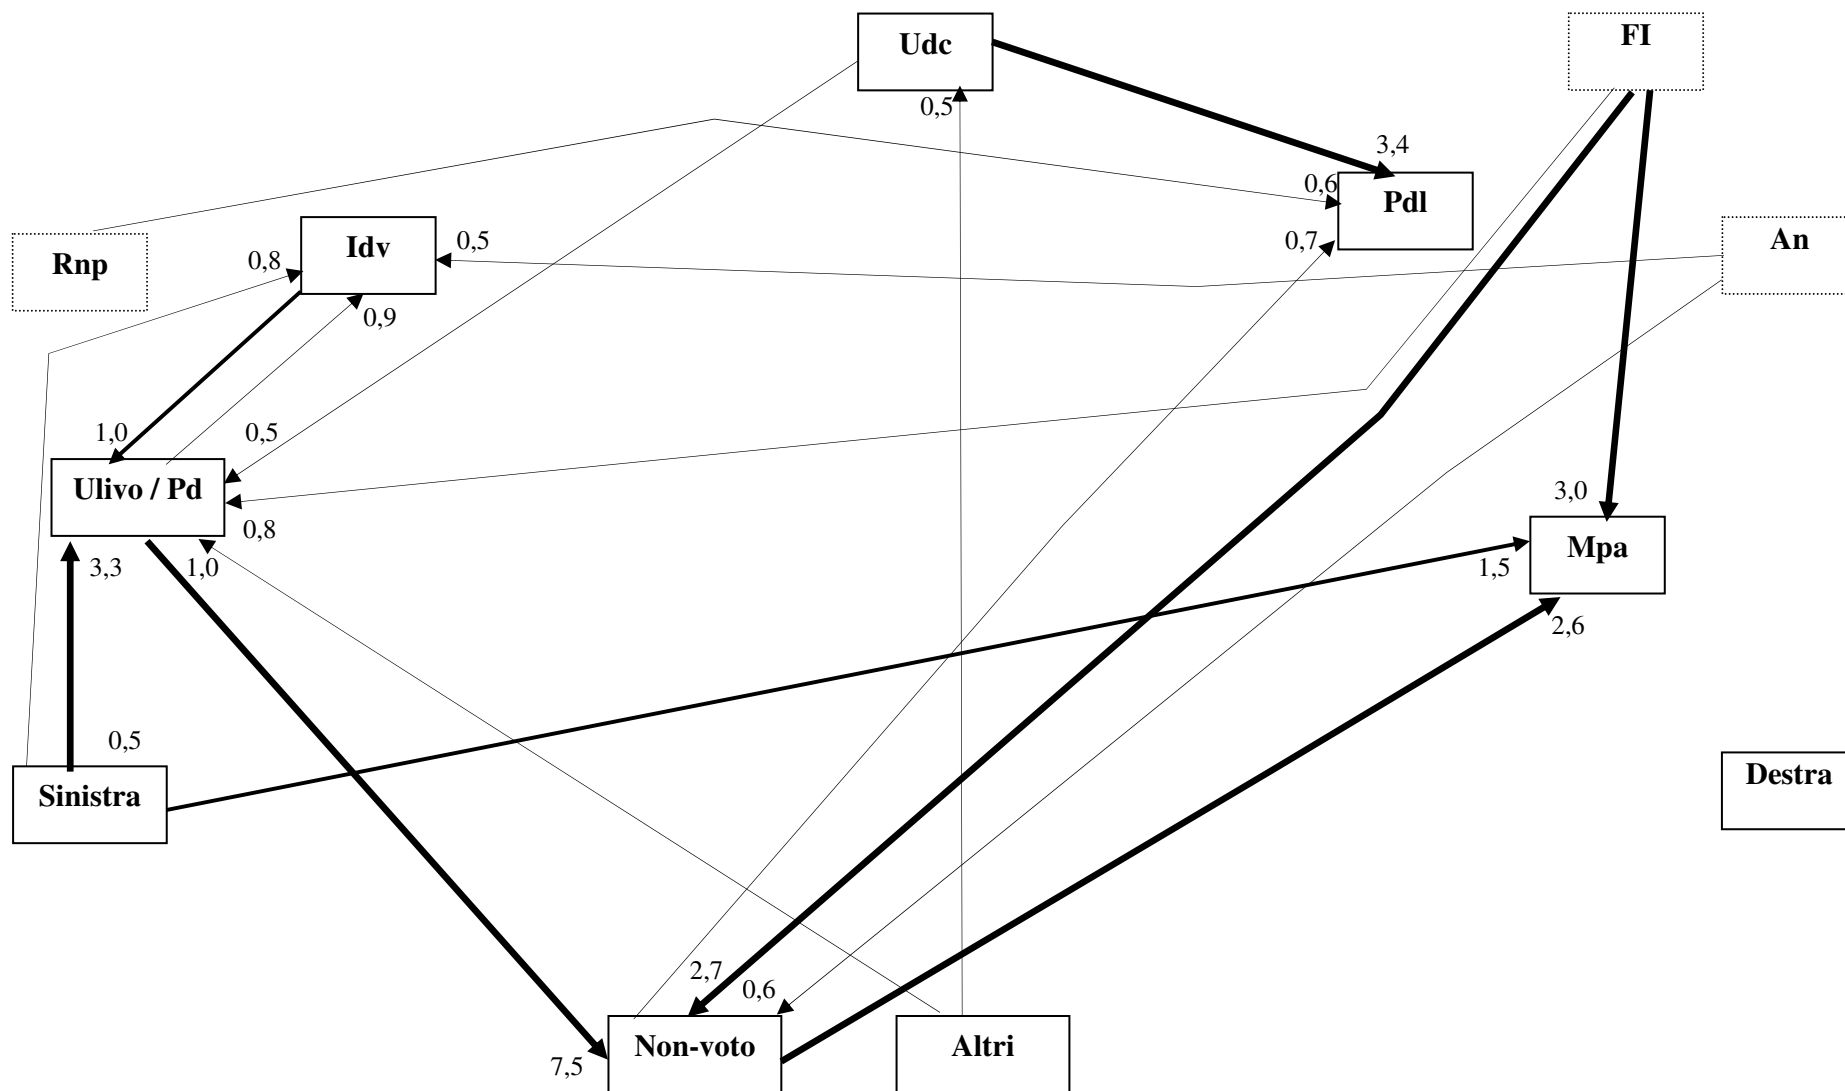 Udc
FI
0,5
3,4
0,6
Pdl
Idv
0,5
0,7
An
Rnp
0,8
0,9
1,0
0,5
Ulivo / Pd
3,0
0,8
Mpa
3,3
1,0
1,5
2,6
0,5
Sinistra
Destra
2,7
0,6
Non-voto
Altri
7,5